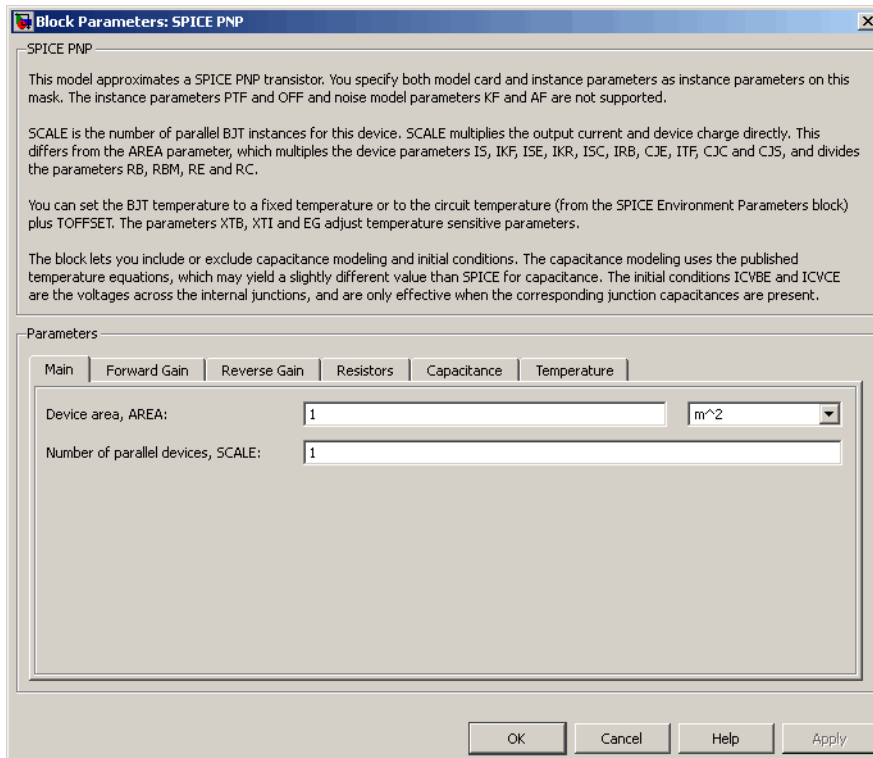 Block Parameters: SPICE PNP
SPICE PNP
This model approximates a SPICE PNP transistor. You specify both model card and instance parameters as instance parameters on this
mask. The instance parameters PTF and OFF and noise model parameters KF and AF are not supported.
SCALE is the number of parallel BJT instances for this device. SCALE multiplies the output current and device charge directly. This
differs from the AREA parameter, which multiples the device parameters IS, IKF, ISE, IKR, ISC, IRB, CJE, ITF, CJC and CJS, and divides
the parameters RB, RBM, RE and RC.
You can set the BJT temperature to a fixed temperature or to the circuit temperature (from the SPICE Environment Parameters block)
plus TOFFSET. The parameters XTB, XTI and EG adjust temperature sensitive parameters.
The block lets you include or exclude capacitance modeling and initial conditions. The capacitance modeling uses the published
temperature equations, which may yield a slightly different value than SPICE for capacitance. The initial conditions ICVBE and ICVCE
are the voltages across the internal junctions, and are only effective when the corresponding junction capacitances are present.
Parameters
Main Forward Gain Reverse Gain Resistors Capacitance Temperature
Device area, AREA: 1 m^2
Number of parallel devices, SCALE: 1
OK Cancel Help Apply